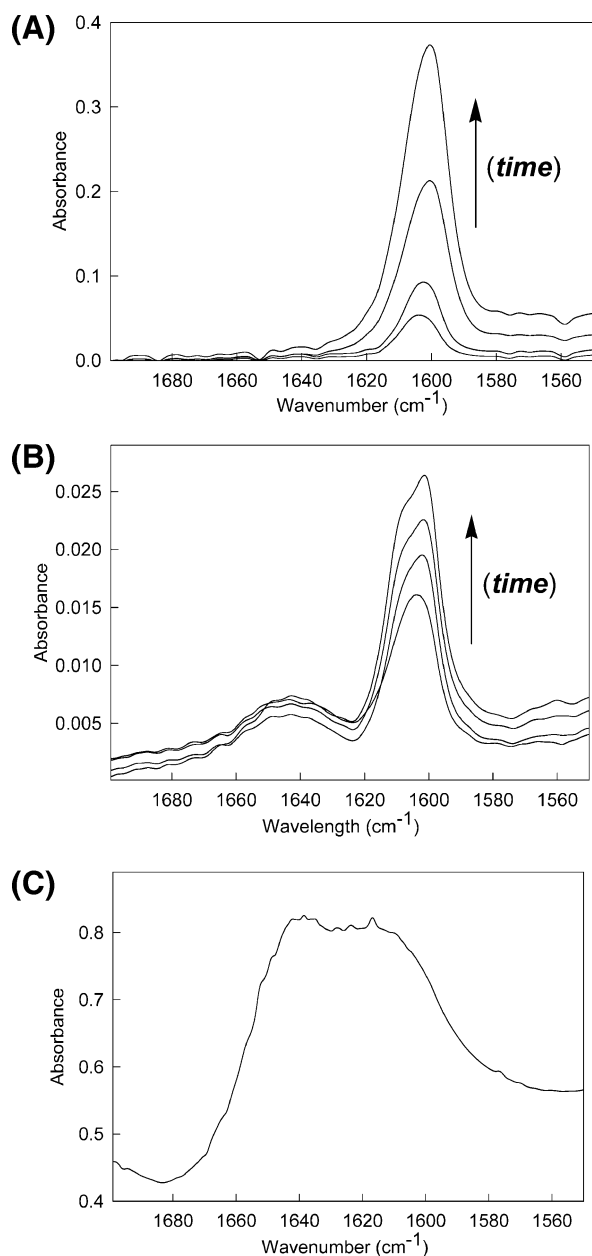 (A)
0.4
0.3
0.2
0.1
0.0
Absorbance
(time)
1680 1660 1640 1620 1600 1580 1560
Wavenumber (cm-1)
(B)
0.025
0.020
0.015
0.010
0.005
Absorbance
(time)
1680 1660 1640 1620 1600 1580 1560
Wavelength (cm-1)
(C)
0.8
0.7
0.6
0.5
0.4
Absorbance
1680 1660 1640 1620 1600 1580 1560
Wavenumber (cm-1)